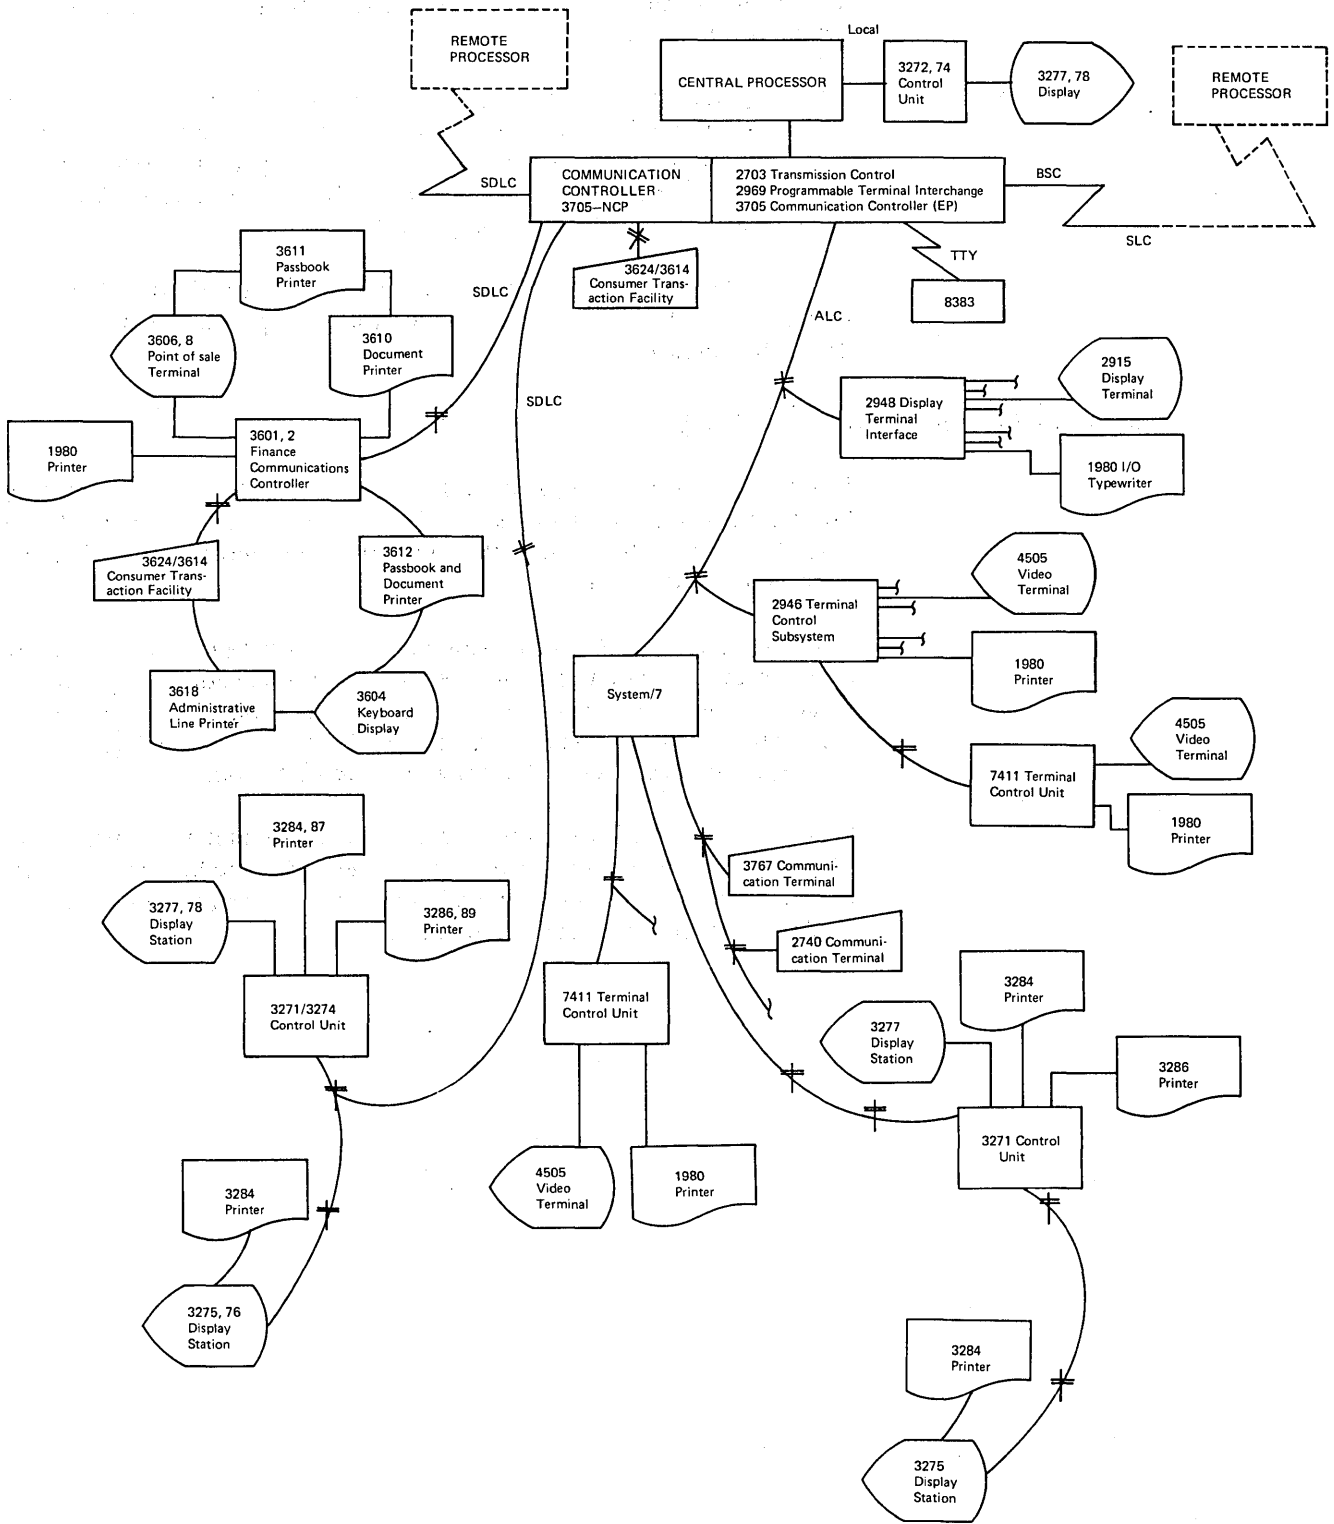 Local
REMOTE
PROCESSOR
CENTRAL PROCESSOR
3272, 74
Control
Unit
3277, 78
Display
REMOTE
PROCESSOR
SDLC
COMMUNICATION
CONTROLLER
3705—NCP
2703 Transmission Control
2969 Programmable Terminal Interchange
3705 Communication Controller (EP)
BSC
SLC
TTY
8383
3624/3614
Consumer Trans-
action Facility
SDLC
SDLC
ALC
3611
Passbook
Printer
3606, 8
Point of sale
Terminal
3610
Document
Printer
1980
Printer
3601, 2
Finance
Communications
Controller
3624/3614
Consumer Trans-
action Facility
3612
Passbook and
Document
Printer
3618
Administrative
Line Printer
3604
Keyboard
Display
2948 Display
Terminal
Interface
2915
Display
Terminal
1980 I/O
Typewriter
4505
Video
Terminal
2946 Terminal
Control
Subsystem
1980
Printer
System/7
4505
Video
Terminal
7411 Terminal
Control Unit
1980
Printer
3284, 87
Printer
3277, 78
Display
Station
3286, 89
Printer
3271/3274
Control Unit
3767 Communi-
cation Terminal
2740 Communi-
cation Terminal
7411 Terminal
Control Unit
4505
Video
Terminal
1980
Printer
3284
Printer
3277
Display
Station
3286
Printer
3271 Control
Unit
3284
Printer
3275, 76
Display
Station
3284
Printer
3275
Display
Station